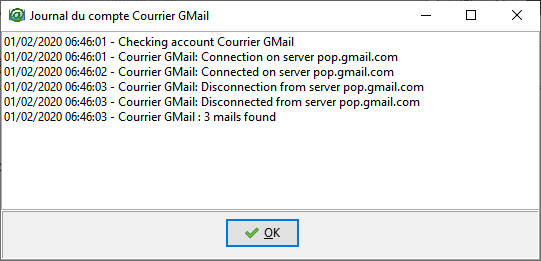 Journal du compte Courrier GMail
01/02/2020 06:46:01 - Checking account Courrier GMail
01/02/2020 06:46:01 - Courrier GMail: Connection on server pop.gmail.com
01/02/2020 06:46:02 - Courrier GMail: Connected on server pop.gmail.com
01/02/2020 06:46:03 - Courrier GMail: Disconnection from server pop.gmail.com
01/02/2020 06:46:03 - Courrier GMail: Disconnected from server pop.gmail.com
01/02/2020 06:46:03 - Courrier GMail : 3 mails found
OK